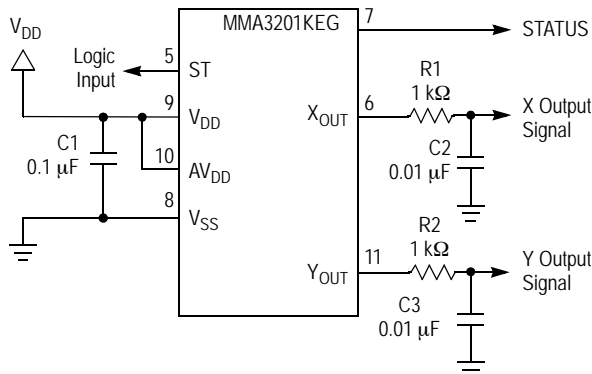 V_DD
MMA3201KEG
7
STATUS
Logic
Input
5
ST
R1
1 kΩ
9
V_DD
X_OUT
6
X Output
Signal
C1
0.1 μF
10
AV_DD
C2
0.01 μF
8
V_SS
R2
1 kΩ
Y_OUT
11
Y Output
Signal
C3
0.01 μF